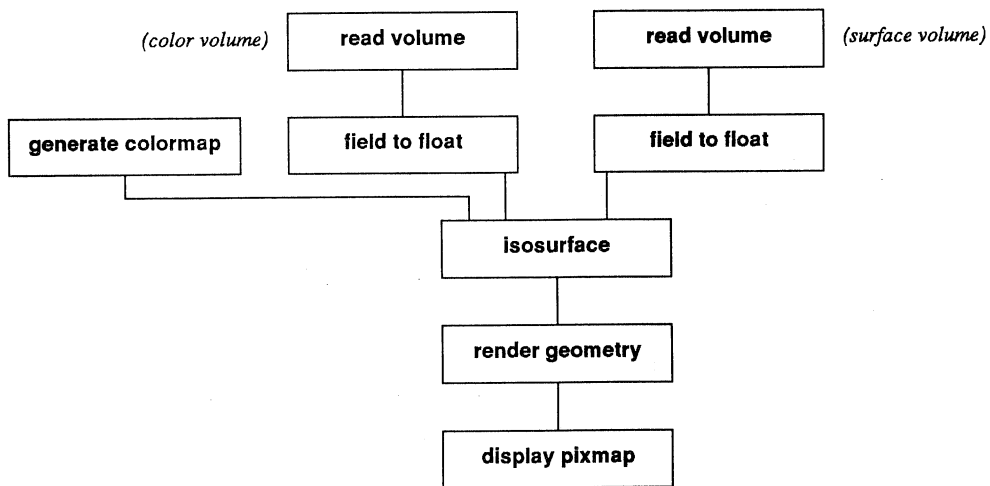 (color volume)
read volume
read volume
(surface volume)
generate colormap
field to float
field to float
isosurface
render geometry
display pixmap